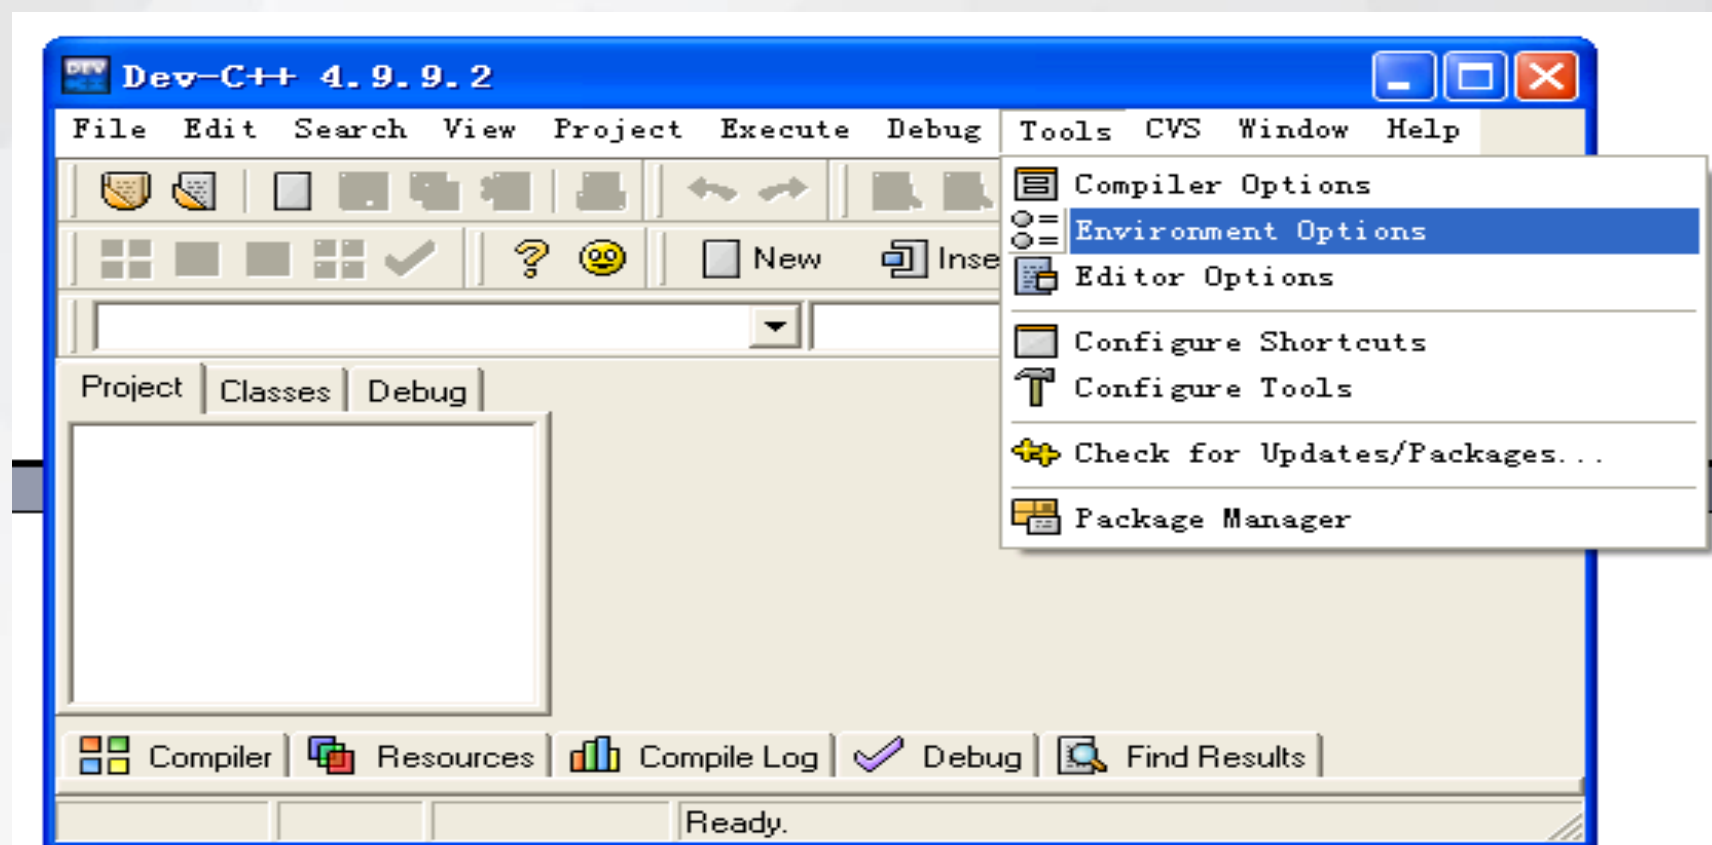 Dev-C++ 4.9.9.2
File Edit Search View Project Execute Debug Tools CVS Window Help
Compiler Options
Environment Options
Editor Options
Configure Shortcuts
Configure Tools
Check for Updates/Packages...
Package Manager
New Inse
Project Classes Debug
Compiler Resources Compile Log Debug Find Results
Ready.